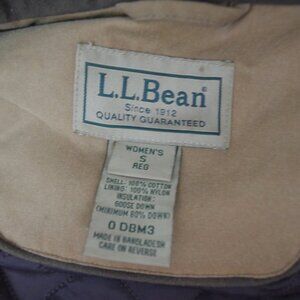 L.L.Bean®
Since 1912
QUALITY GUARANTEED
WOMEN'S
S
REG
SHELL: 100% COTTON
LINING: 100% NYLON
INSULATION:
GOOSE DOWN
(MINIMUM 80% DOWN)
0 DBM3
MADE IN BANGLADESH
CARE ON REVERSE